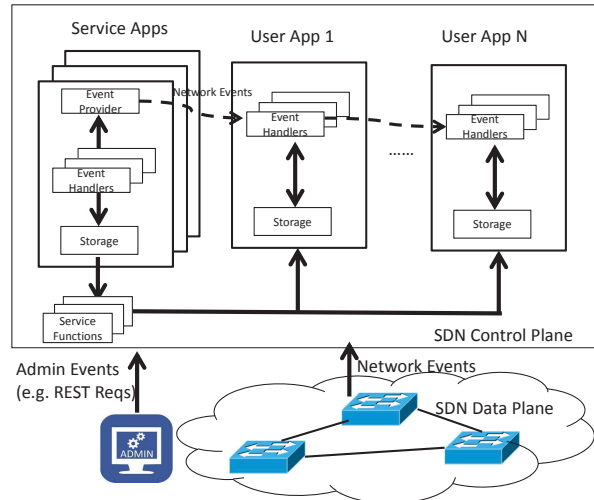 Service Apps
User App 1
User App N
Event
Provider
Network Events
Event
Handlers
Event
Handlers
......
Event
Handlers
Storage
Storage
Storage
Service
Functions
SDN Control Plane
Admin Events
(e.g. REST Reqs)
Network Events
SDN Data Plane
ADMIN